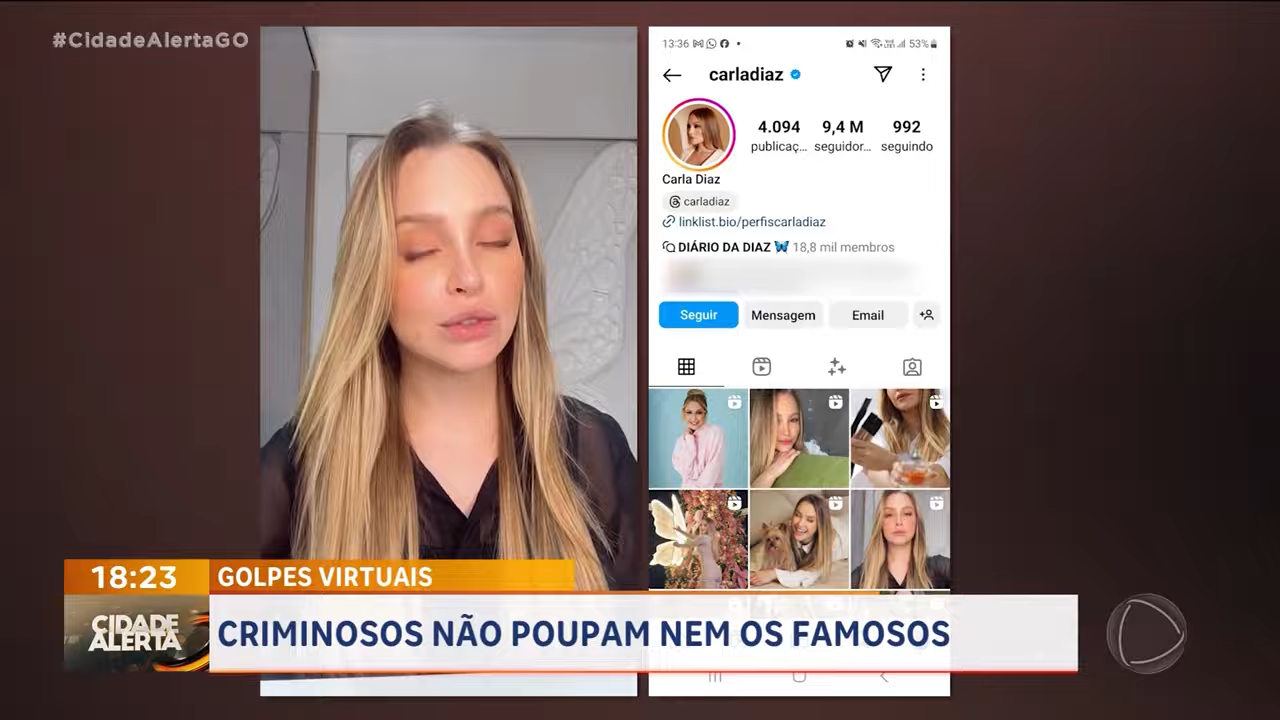 #CidadeAlertaGO
13:36
53%
carladiaz
4.094
9,4 M
992
publicaç...
seguidor...
seguindo
Carla Diaz
carladiaz
linklist.bio/perfiscarladiaz
DIÁRIO DA DIAZ 🦋 18,8 mil membros
Seguir
Mensagem
Email
18:23
GOLPES VIRTUAIS
CIDADE
ALERTA
CRIMINOSOS NÃO POUPAM NEM OS FAMOSOS